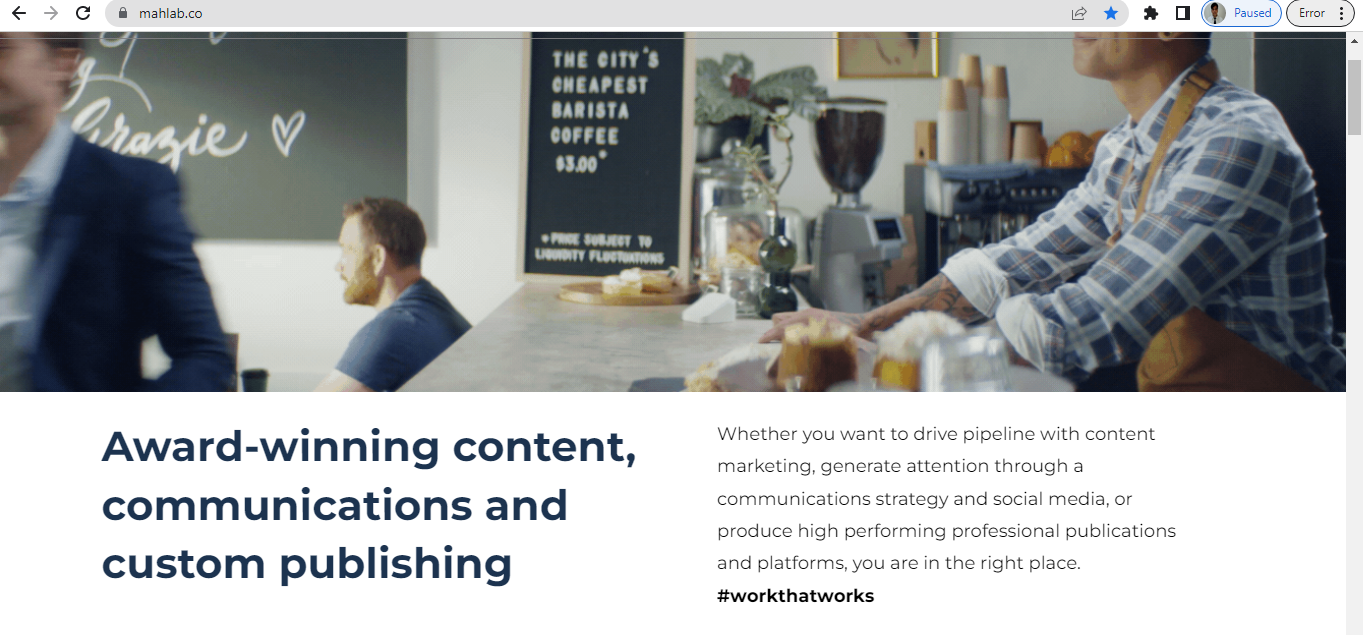 mahlab.co
Paused
Error
Grazie
THE CITY'S
CHEAPEST
BARISTA
COFFEE
$3.00*
* PRICE SUBJECT TO
LIQUIDITY FLUCTUATIONS
Award-winning content,
communications and
custom publishing
Whether you want to drive pipeline with content
marketing, generate attention through a
communications strategy and social media, or
produce high performing professional publications
and platforms, you are in the right place.
#workthatworks